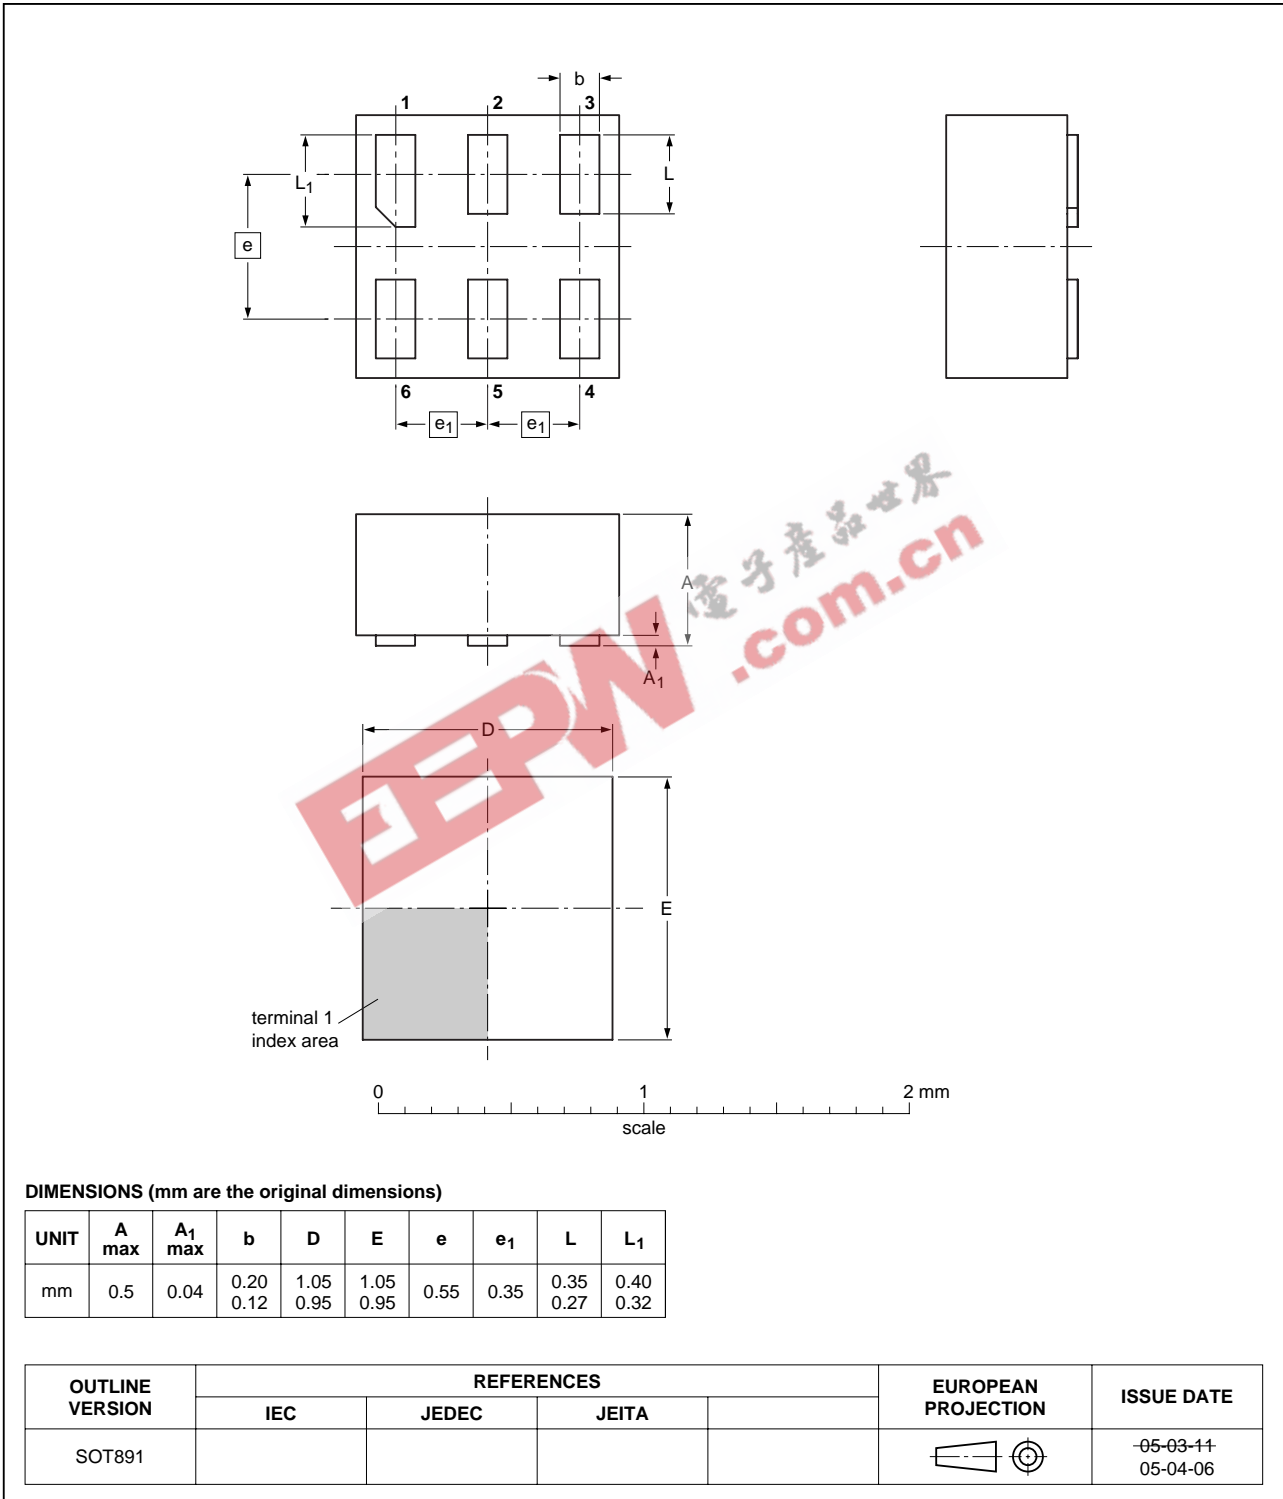 b
1 2 3
L1
L
e
6 5 4
e1 e1
A
A1
D
E
terminal 1
index area
0 1 2 mm
scale
EEPW
電子產品世界
.com.cn
DIMENSIONS (mm are the original dimensions)
UNIT A max A1 max b D E e e1 L L1
mm 0.5 0.04 0.20 0.12 1.05 0.95 1.05 0.95 0.55 0.35 0.35 0.27 0.40 0.32
OUTLINE VERSION REFERENCES EUROPEAN PROJECTION ISSUE DATE
IEC JEDEC JEITA
SOT891 05-03-11
05-04-06